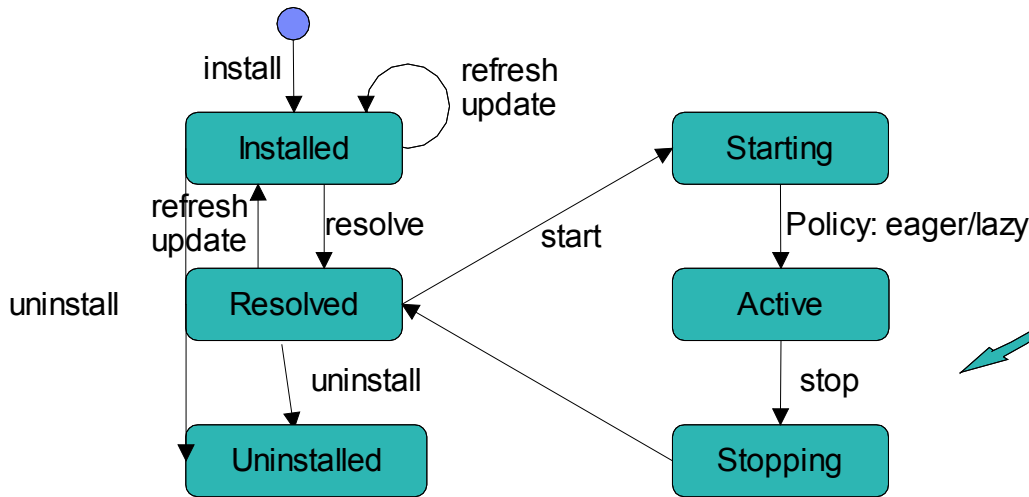 install
refresh
update
Installed
Starting
refresh
update
resolve
start
Policy: eager/lazy
uninstall
Resolved
Active
uninstall
stop
Uninstalled
Stopping